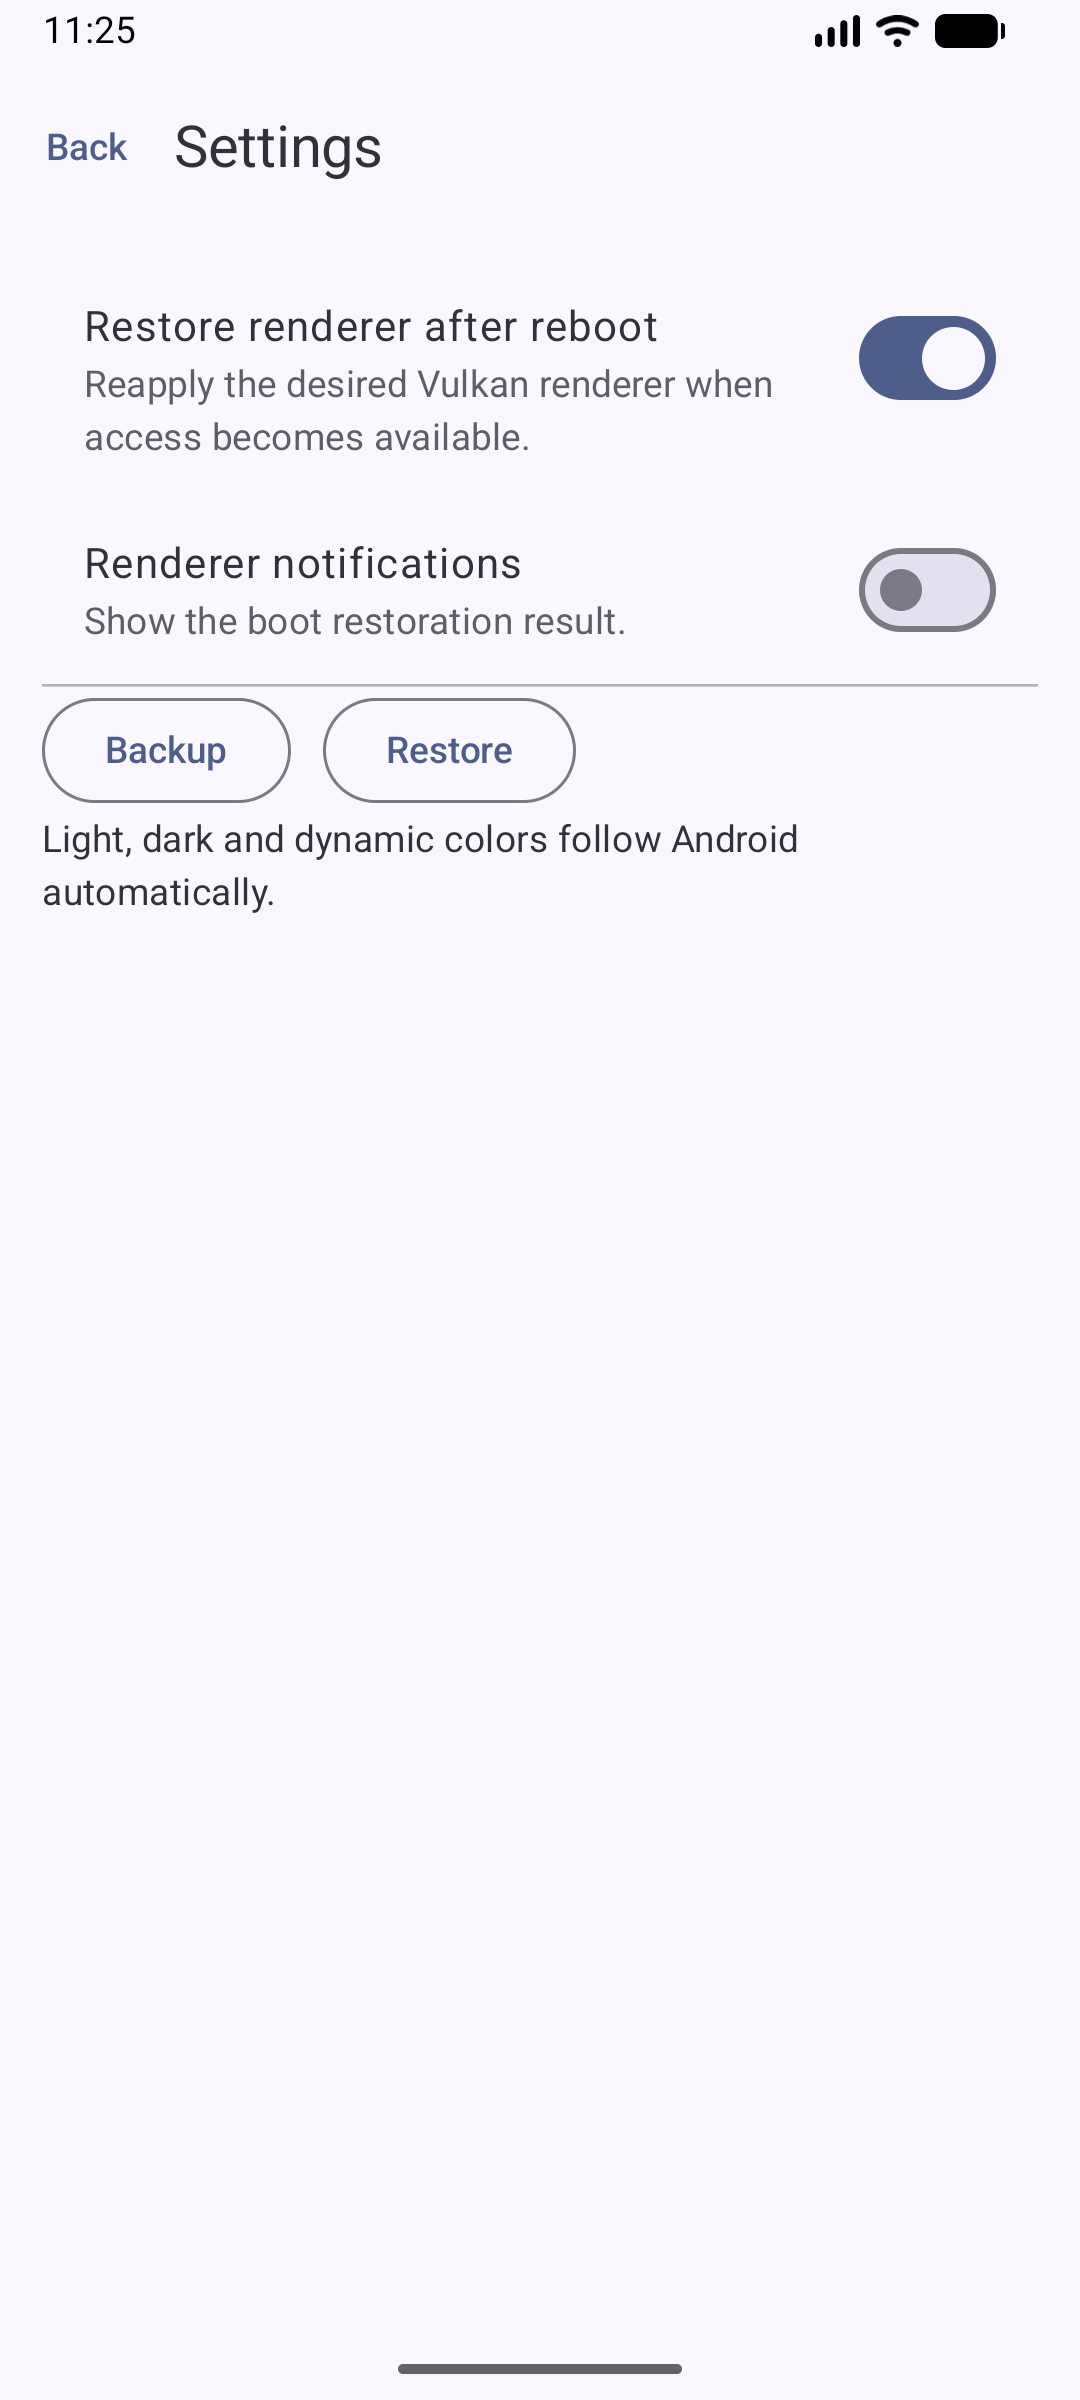 11:25
Back
Settings
Restore renderer after reboot
Reapply the desired Vulkan renderer when
access becomes available.
Renderer notifications
Show the boot restoration result.
Backup
Restore
Light, dark and dynamic colors follow Android
automatically.